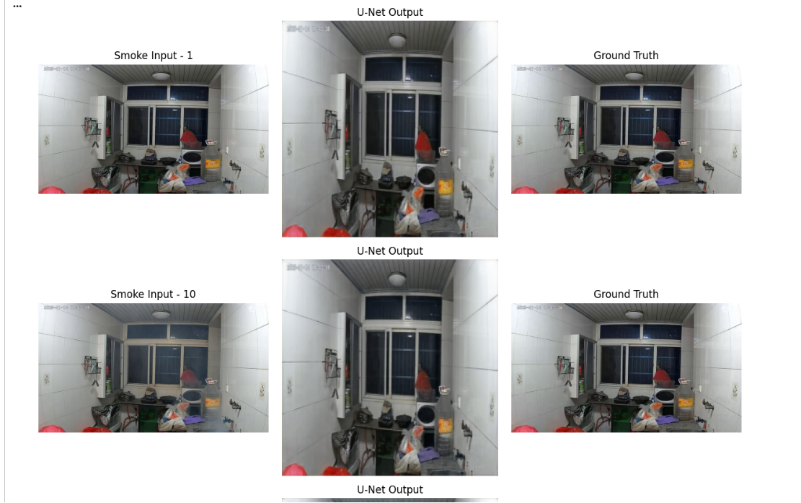 ...
U-Net Output
Smoke Input - 1
Ground Truth
U-Net Output
Smoke Input - 10
Ground Truth
U-Net Output